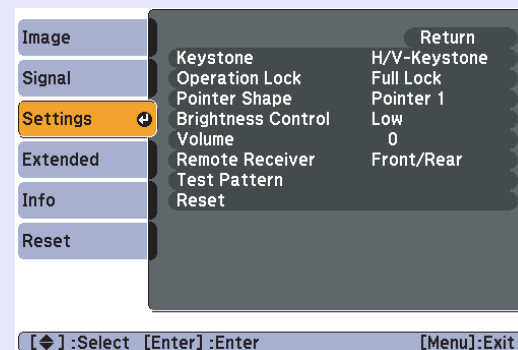 Image
Signal
Settings
Extended
Info
Reset
Return
Keystone H/V-Keystone
Operation Lock Full Lock
Pointer Shape Pointer 1
Brightness Control Low
Volume 0
Remote Receiver Front/Rear
Test Pattern
Reset
[◆] :Select [Enter] :Enter [Menu]:Exit